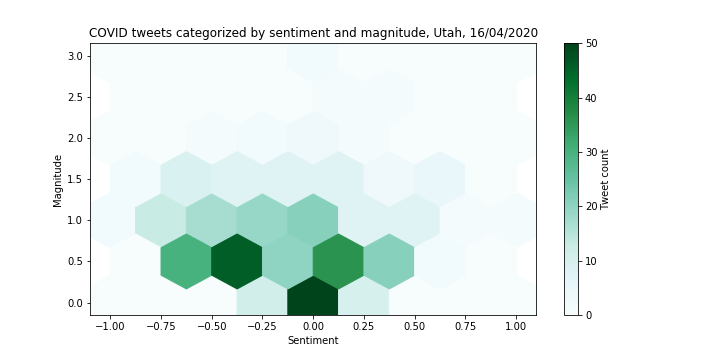 COVID tweets categorized by sentiment and magnitude, Utah, 16/04/2020
3.0
2.5
2.0
1.5
1.0
0.5
0.0
Magnitude
−1.00 −0.75 −0.50 −0.25 0.00 0.25 0.50 0.75 1.00
Sentiment
50
40
30
20
10
0
Tweet count